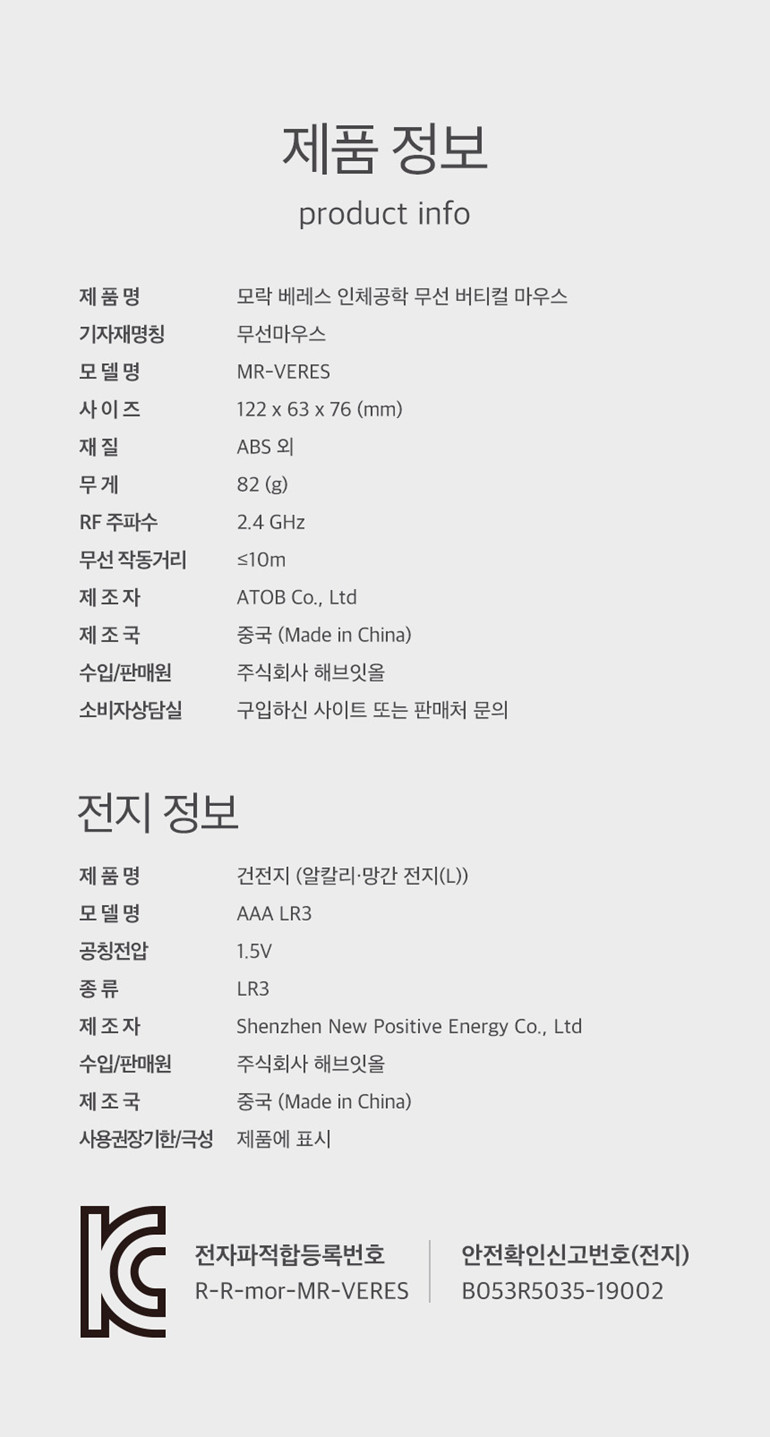 제품 정보
product info
제 품 명 모락 베레스 인체공학 무선 버티컬 마우스
기자재명칭 무선마우스
모 델 명 MR-VERES
사 이 즈 122 x 63 x 76 (mm)
재 질 ABS 외
무 게 82 (g)
RF 주파수 2.4 GHz
무선 작동거리 ≤10m
제 조 자 ATOB Co., Ltd
제 조 국 중국 (Made in China)
수입/판매원 주식회사 해브잇올
소비자상담실 구입하신 사이트 또는 판매처 문의
전지 정보
제 품 명 건전지 (알칼리·망간 전지(L))
모 델 명 AAA LR3
공칭전압 1.5V
종 류 LR3
제 조 자 Shenzhen New Positive Energy Co., Ltd
수입/판매원 주식회사 해브잇올
제 조 국 중국 (Made in China)
사용권장기한/극성 제품에 표시
KC
전자파적합등록번호
R-R-mor-MR-VERES
안전확인신고번호(전지)
B053R5035-19002